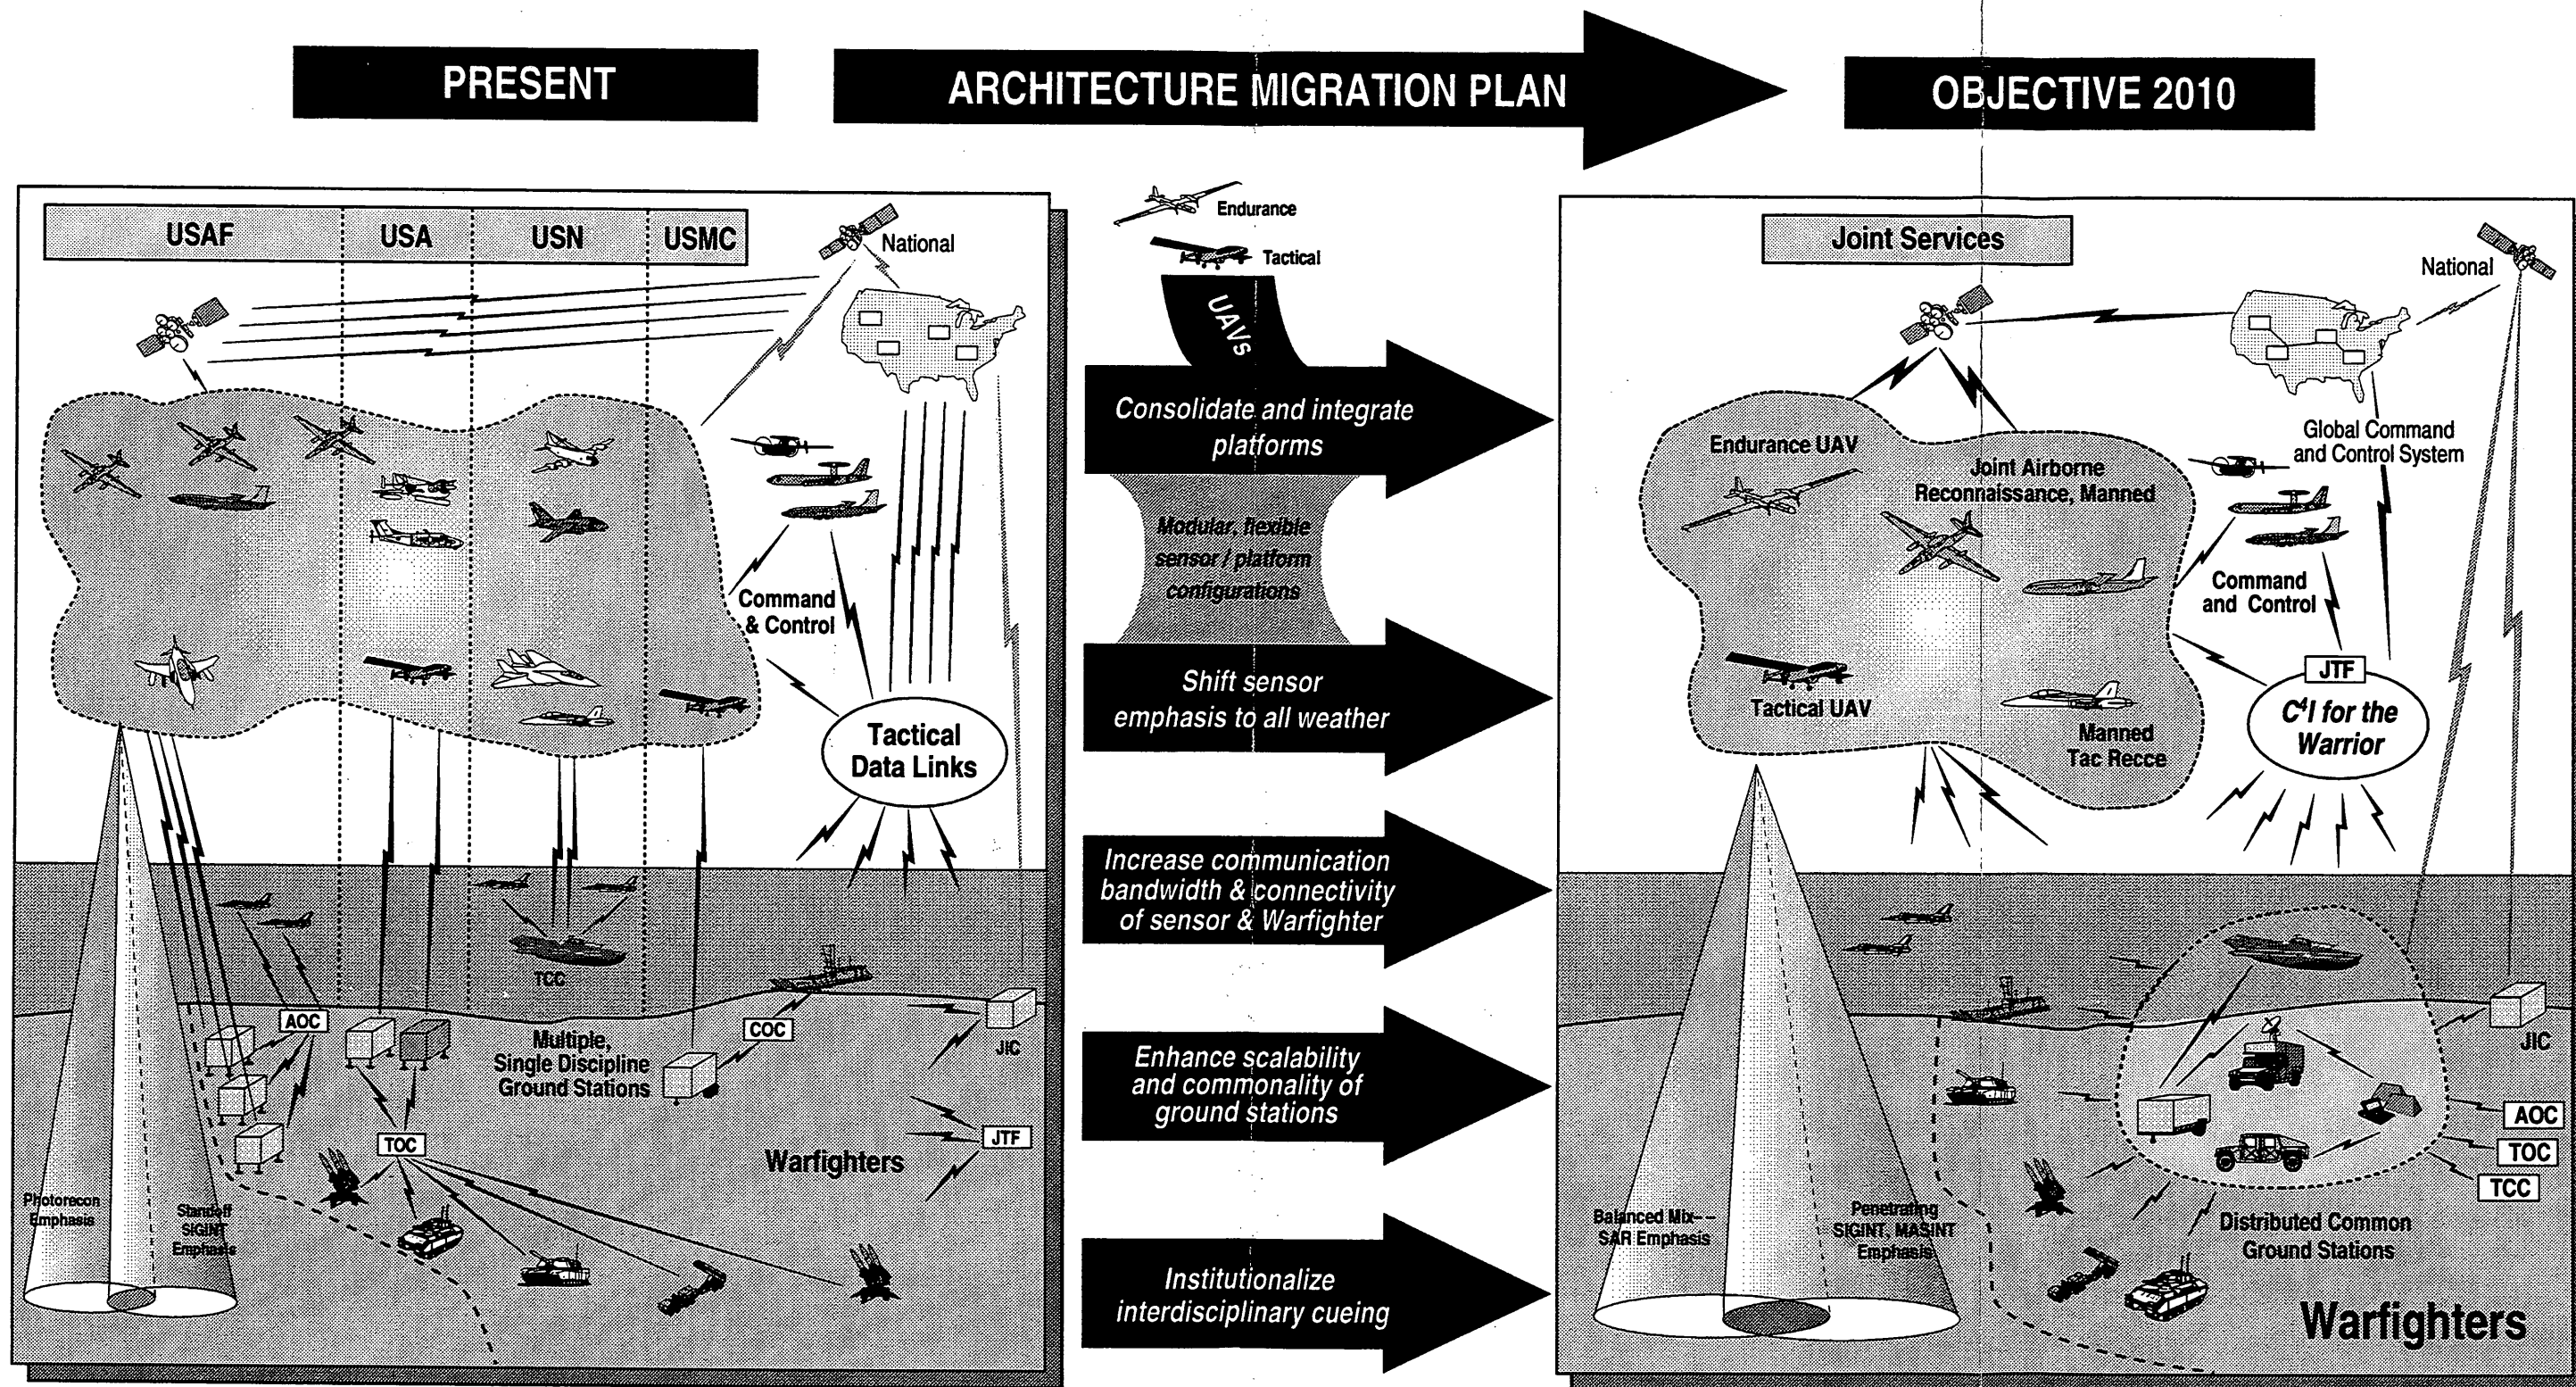 PRESENT
ARCHITECTURE MIGRATION PLAN
OBJECTIVE 2010
USAF
USA
USN
USMC
National
Command
& Control
Tactical
Data Links
TCC
AOC
COC
JIC
Multiple,
Single Discipline
Ground Stations
TOC
JTF
Warfighters
Photorecon
Emphasis
Standoff
SIGINT
Emphasis
Endurance
Tactical
UAVs
Consolidate and integrate
platforms
Modular, flexible
sensor / platform
configurations
Shift sensor
emphasis to all weather
Increase communication
bandwidth & connectivity
of sensor & Warfighter
Enhance scalability
and commonality of
ground stations
Institutionalize
interdisciplinary cueing
Joint Services
National
Global Command
and Control System
Endurance UAV
Joint Airborne
Reconnaissance, Manned
Command
and Control
JTF
C⁴I for the
Warrior
Tactical UAV
Manned
Tac Recce
JIC
AOC
TOC
TCC
Balanced Mix--
SAR Emphasis
Penetrating
SIGINT, MASINT
Emphasis
Distributed Common
Ground Stations
Warfighters